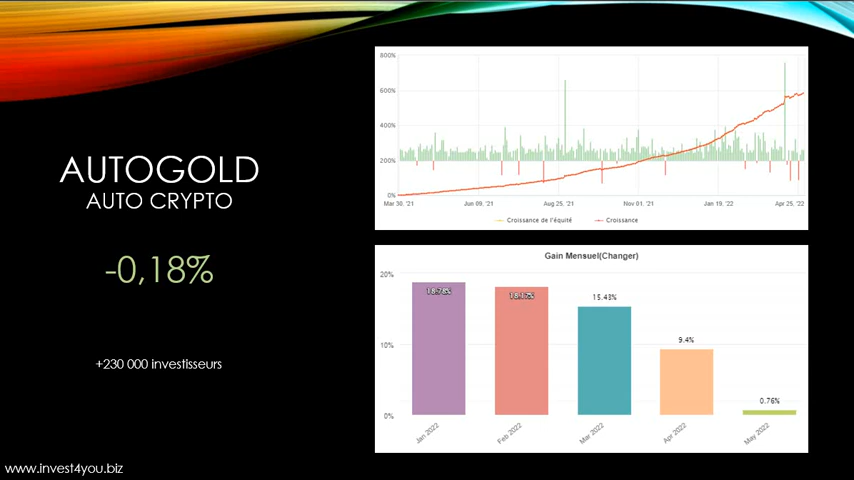 AUTOGOLD
AUTO CRYPTO
-0,18%
+230 000 investisseurs
www.invest4you.biz
800%
600%
400%
200%
0%
Mar 30, '21
Jun 09, '21
Aug 25, '21
Nov 01, '21
Jan 19, '22
Apr 25, '22
Croissance de l'équité
Croissance
Gain Mensuel(Changer)
20%
10%
0%
15.43%
9.4%
0.76%
Jan 2022
Feb 2022
Mar 2022
Apr 2022
May 2022